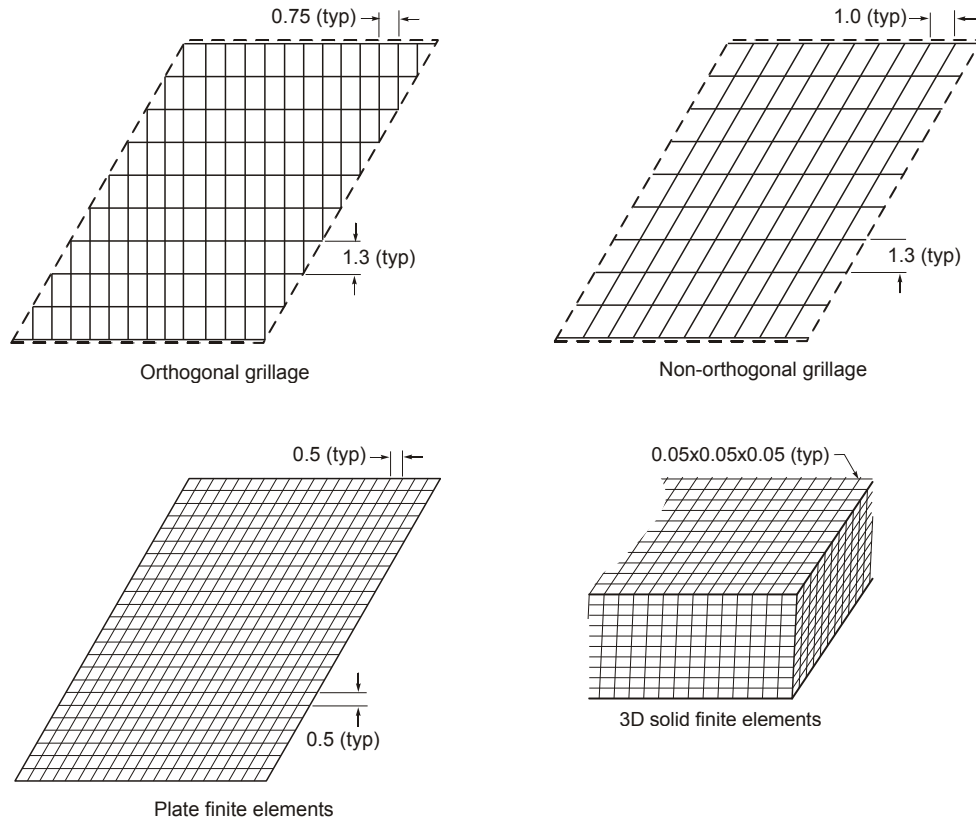 0.75 (typ)
1.0 (typ)
1.3 (typ)
1.3 (typ)
Orthogonal grillage
Non-orthogonal grillage
0.5 (typ)
0.05x0.05x0.05 (typ)
0.5 (typ)
3D solid finite elements
Plate finite elements